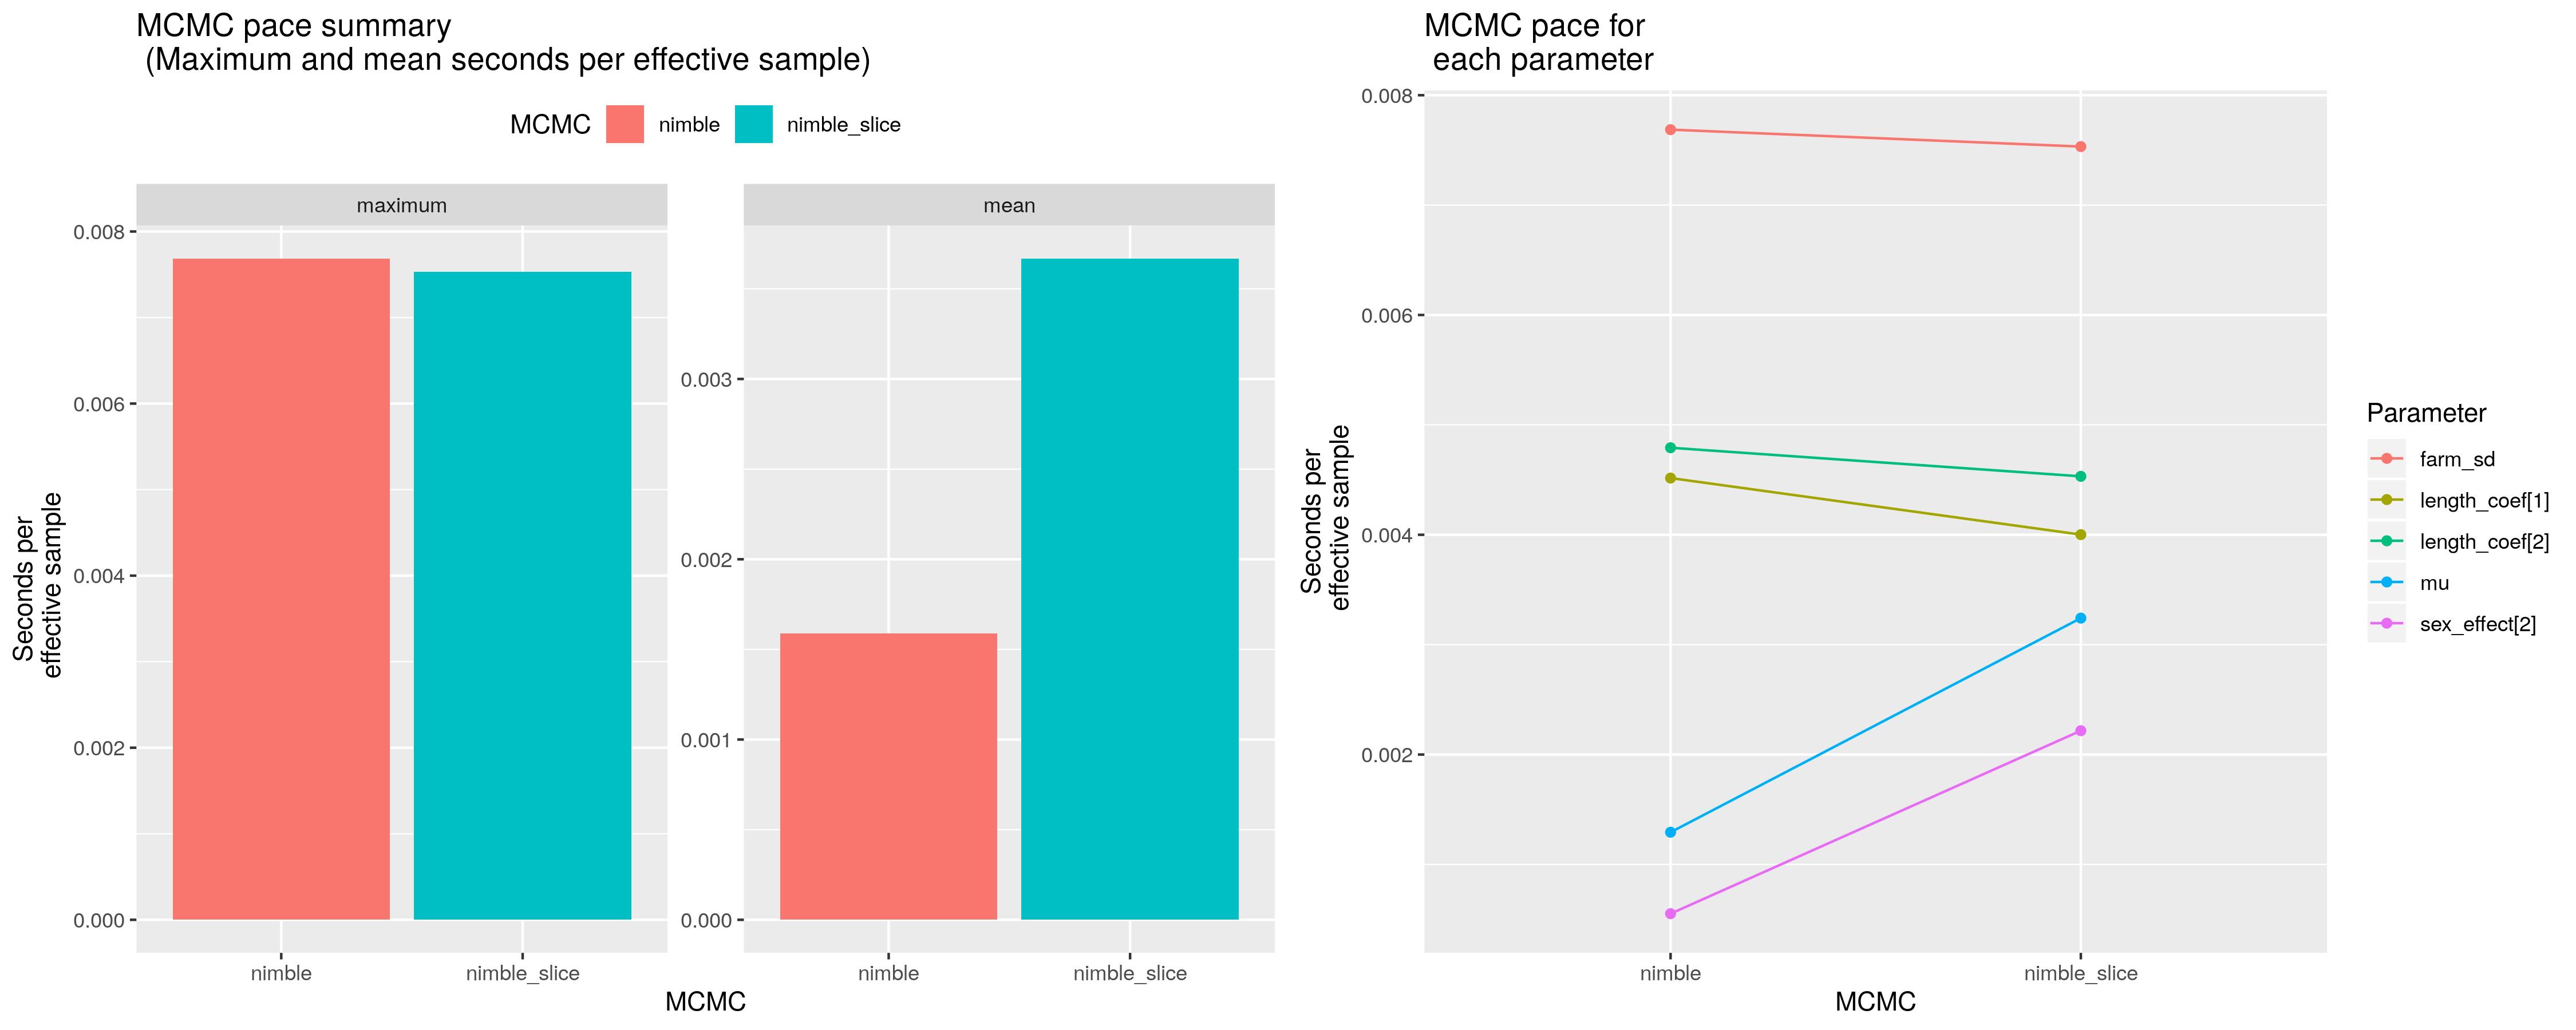 MCMC pace summary
(Maximum and mean seconds per effective sample)
MCMC nimble nimble_slice
maximum
mean
Seconds per
effective sample
0.008
0.006
0.004
0.002
0.000
0.003
0.002
0.001
0.000
nimble
nimble_slice
nimble
nimble_slice
MCMC
MCMC pace for
each parameter
Seconds per
effective sample
0.008
0.006
0.004
0.002
nimble
nimble_slice
MCMC
Parameter
farm_sd
length_coef[1]
length_coef[2]
mu
sex_effect[2]